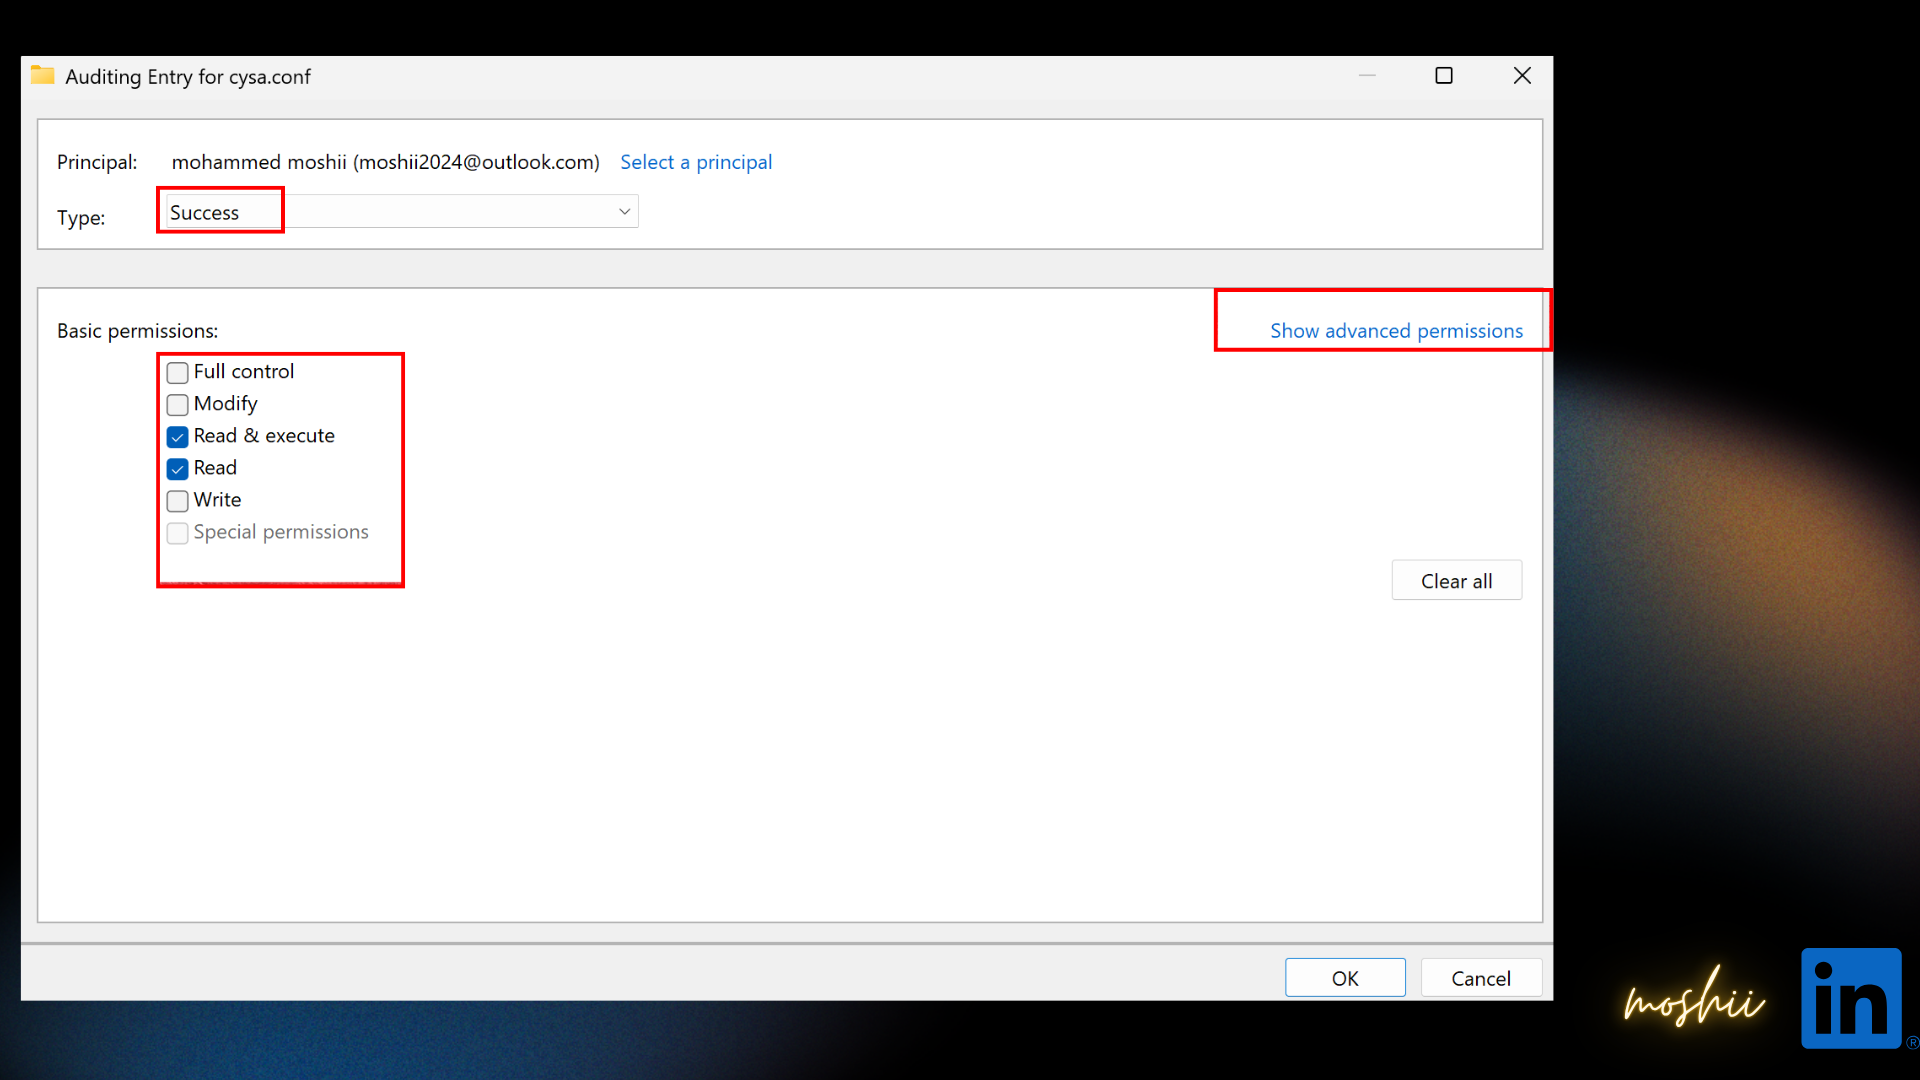 Auditing Entry for cysa.conf
Principal: mohammed moshii (moshii2024@outlook.com) Select a principal
Type: Success
Basic permissions: Show advanced permissions
Full control
Modify
Read & execute
Read
Write
Special permissions
Clear all
OK Cancel
moshii in ®